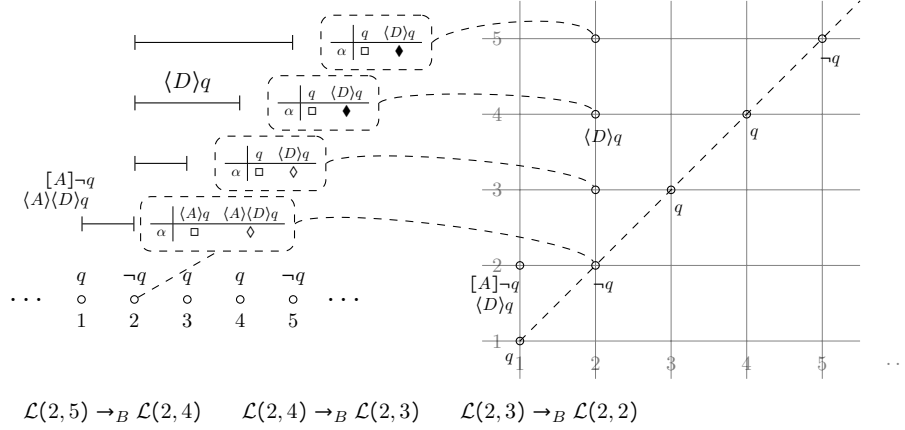 q ⟨D⟩q
α □ ♦
⟨D⟩q
q ⟨D⟩q
α □ ♦
q ⟨D⟩q
α □ ◇
[A]¬q
⟨A⟩⟨D⟩q
⟨A⟩q ⟨A⟩⟨D⟩q
α □ ◇
q ¬q q q ¬q
··· ···
1 2 3 4 5
5
¬q
4
q
⟨D⟩q
3
q
2
[A]¬q
⟨D⟩q
¬q
1
q
1 2 3 4 5 ··
ℒ(2,5) →_B ℒ(2,4) ℒ(2,4) →_B ℒ(2,3) ℒ(2,3) →_B ℒ(2,2)